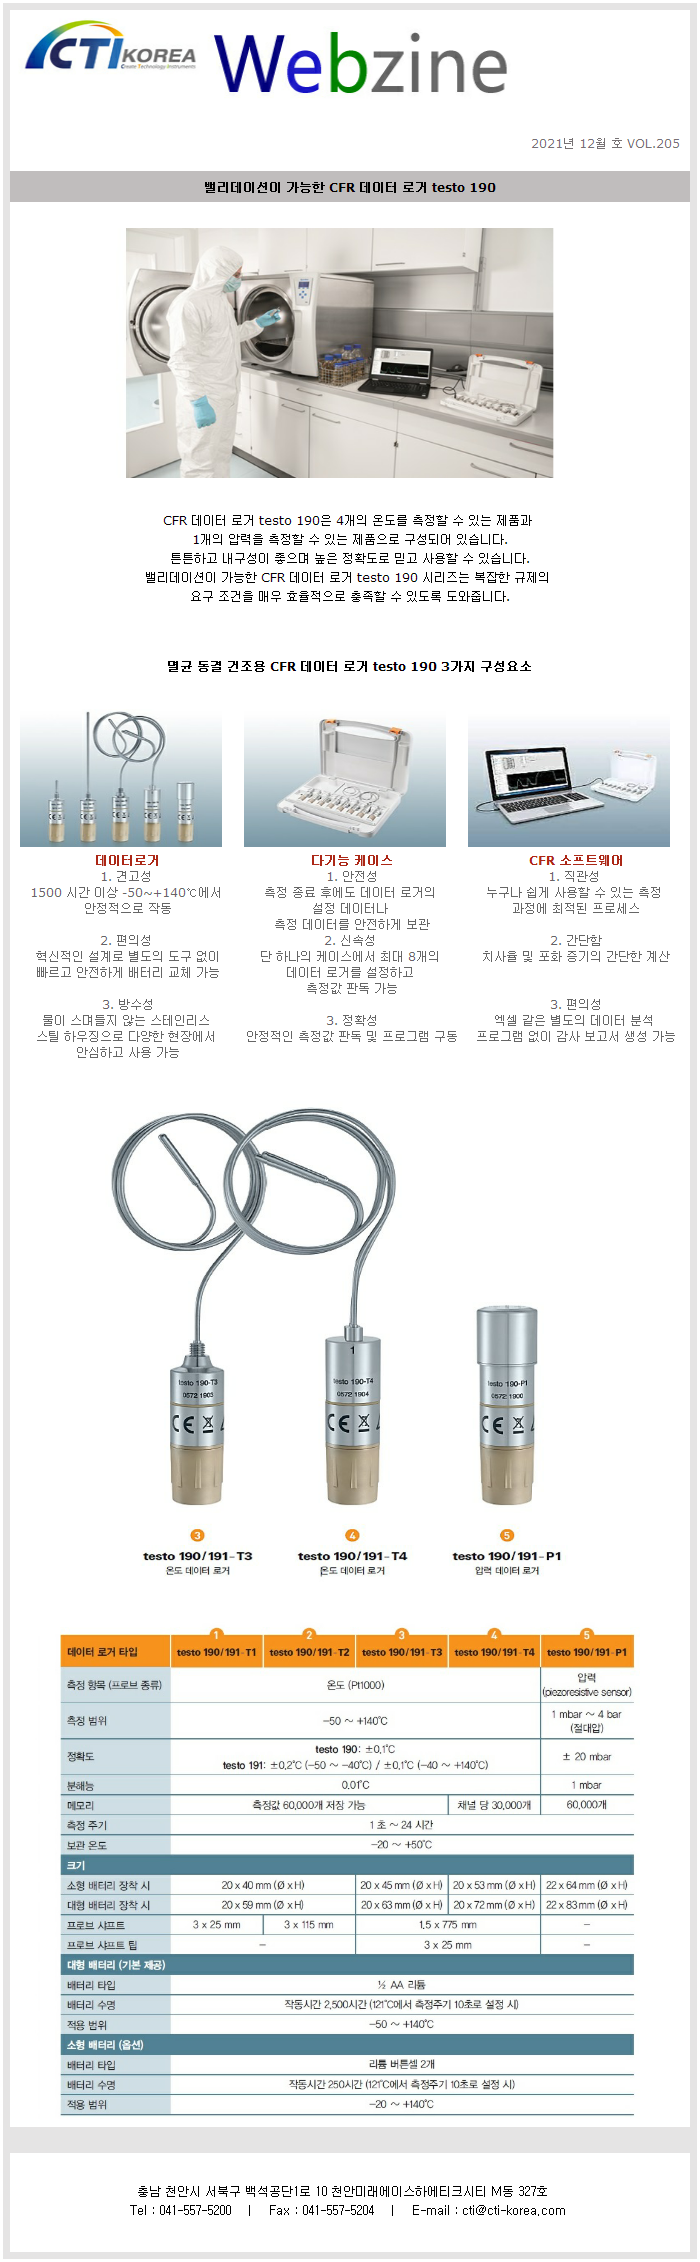 CTI KOREA
Create Technology Instruments
Webzine
2021년 12월 호 VOL.205
밸리데이션이 가능한 CFR 데이터 로거 testo 190
CFR 데이터 로거 testo 190은 4개의 온도를 측정할 수 있는 제품과
1개의 압력을 측정할 수 있는 제품으로 구성되어 있습니다.
튼튼하고 내구성이 좋으며 높은 정확도로 믿고 사용할 수 있습니다.
밸리데이션이 가능한 CFR 데이터 로거 testo 190 시리즈는 복잡한 규제의
요구 조건을 매우 효율적으로 충족할 수 있도록 도와줍니다.
멸균 동결 건조용 CFR 데이터 로거 testo 190 3가지 구성요소
데이터로거
1. 견고성
1500 시간 이상 -50~+140℃에서
안정적으로 작동
2. 편의성
혁신적인 설계로 별도의 도구 없이
빠르고 안전하게 배터리 교체 가능
3. 방수성
물이 스며들지 않는 스테인리스
스틸 하우징으로 다양한 현장에서
안심하고 사용 가능
다기능 케이스
1. 안전성
측정 종료 후에도 데이터 로거의
설정 데이터나
측정 데이터를 안전하게 보관
2. 신속성
단 하나의 케이스에서 최대 8개의
데이터 로거를 설정하고
측정값 판독 가능
3. 정확성
안정적인 측정값 판독 및 프로그램 구동
CFR 소프트웨어
1. 직관성
누구나 쉽게 사용할 수 있는 측정
과정에 최적된 프로세스
2. 간단함
치사율 및 포화 증기의 간단한 계산
3. 편의성
엑셀 같은 별도의 데이터 분석
프로그램 없이 감사 보고서 생성 가능
testo 190-T3
0572 1903
CE
1
testo 190-T4
0572 1904
CE
testo 190-P1
0572 1900
CE
3 4 5
testo 190/191-T3 testo 190/191-T4 testo 190/191-P1
온도 데이터 로거 온도 데이터 로거 압력 데이터 로거
1 2 3 4 5
데이터 로거 타입 testo 190/191-T1 testo 190/191-T2 testo 190/191-T3 testo 190/191-T4 testo 190/191-P1
측정 항목 (프로브 종류) 온도 (Pt1000) 압력 (piezoresistive sensor)
측정 범위 -50 ~ +140℃ 1 mbar ~ 4 bar (절대압)
정확도 testo 190: ±0.1℃ testo 191: ±0.2℃ (-50 ~ -40℃) / ±0.1℃ (-40 ~ +140℃) ± 20 mbar
분해능 0.01℃ 1 mbar
메모리 측정값 60,000개 저장 가능 채널 당 30,000개 60,000개
측정 주기 1 초 ~ 24 시간
보관 온도 -20 ~ +50℃
크기
소형 배터리 장착 시 20 x 40 mm (Ø x H) 20 x 45 mm (Ø x H) 20 x 53 mm (Ø x H) 22 x 64 mm (Ø x H)
대형 배터리 장착 시 20 x 59 mm (Ø x H) 20 x 63 mm (Ø x H) 20 x 72 mm (Ø x H) 22 x 83 mm (Ø x H)
프로브 샤프트 3 x 25 mm 3 x 115 mm 1.5 x 775 mm -
프로브 샤프트 팁 - 3 x 25 mm -
대형 배터리 (기본 제공)
배터리 타입 ½ AA 리튬
배터리 수명 작동시간 2,500시간 (121℃에서 측정주기 10초로 설정 시)
적용 범위 -50 ~ +140℃
소형 배터리 (옵션)
배터리 타입 리튬 버튼셀 2개
배터리 수명 작동시간 250시간 (121℃에서 측정주기 10초로 설정 시)
적용 범위 -20 ~ +140℃
충남 천안시 서북구 백석공단1로 10 천안미래에이스하에티크시티 M동 327호
Tel : 041-557-5200 | Fax : 041-557-5204 | E-mail : cti@cti-korea.com